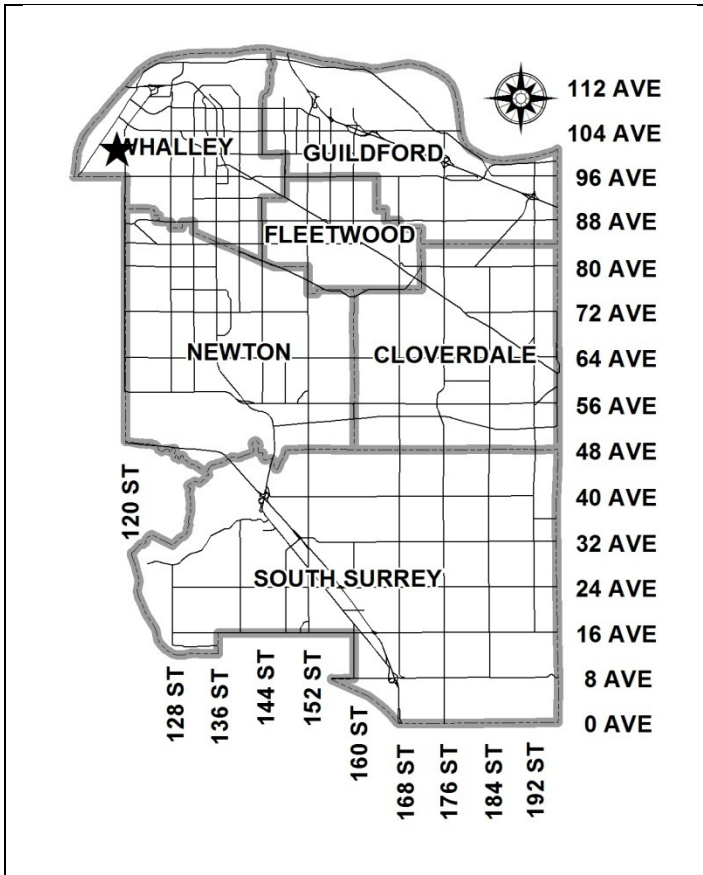 112 AVE
104 AVE
WHALLEY
GUILDFORD
96 AVE
88 AVE
FLEETWOOD
80 AVE
72 AVE
NEWTON
CLOVERDALE
64 AVE
56 AVE
48 AVE
120 ST
40 AVE
32 AVE
SOUTH SURREY
24 AVE
16 AVE
8 AVE
0 AVE
128 ST
136 ST
144 ST
152 ST
160 ST
168 ST
176 ST
184 ST
192 ST